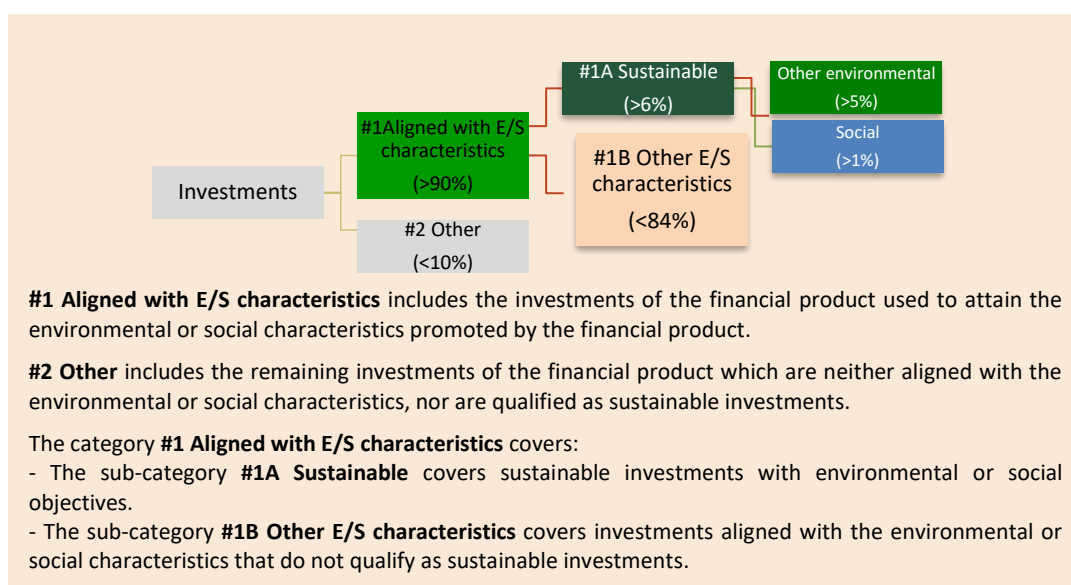 #1A Sustainable
(>6%)
Other environmental
(>5%)
Social
(>1%)
#1Aligned with E/S
characteristics
(>90%)
#1B Other E/S
characteristics
(<84%)
Investments
#2 Other
(<10%)
#1 Aligned with E/S characteristics includes the investments of the financial product used to attain the
environmental or social characteristics promoted by the financial product.
#2 Other includes the remaining investments of the financial product which are neither aligned with the
environmental or social characteristics, nor are qualified as sustainable investments.
The category #1 Aligned with E/S characteristics covers:
- The sub-category #1A Sustainable covers sustainable investments with environmental or social
objectives.
- The sub-category #1B Other E/S characteristics covers investments aligned with the environmental or
social characteristics that do not qualify as sustainable investments.